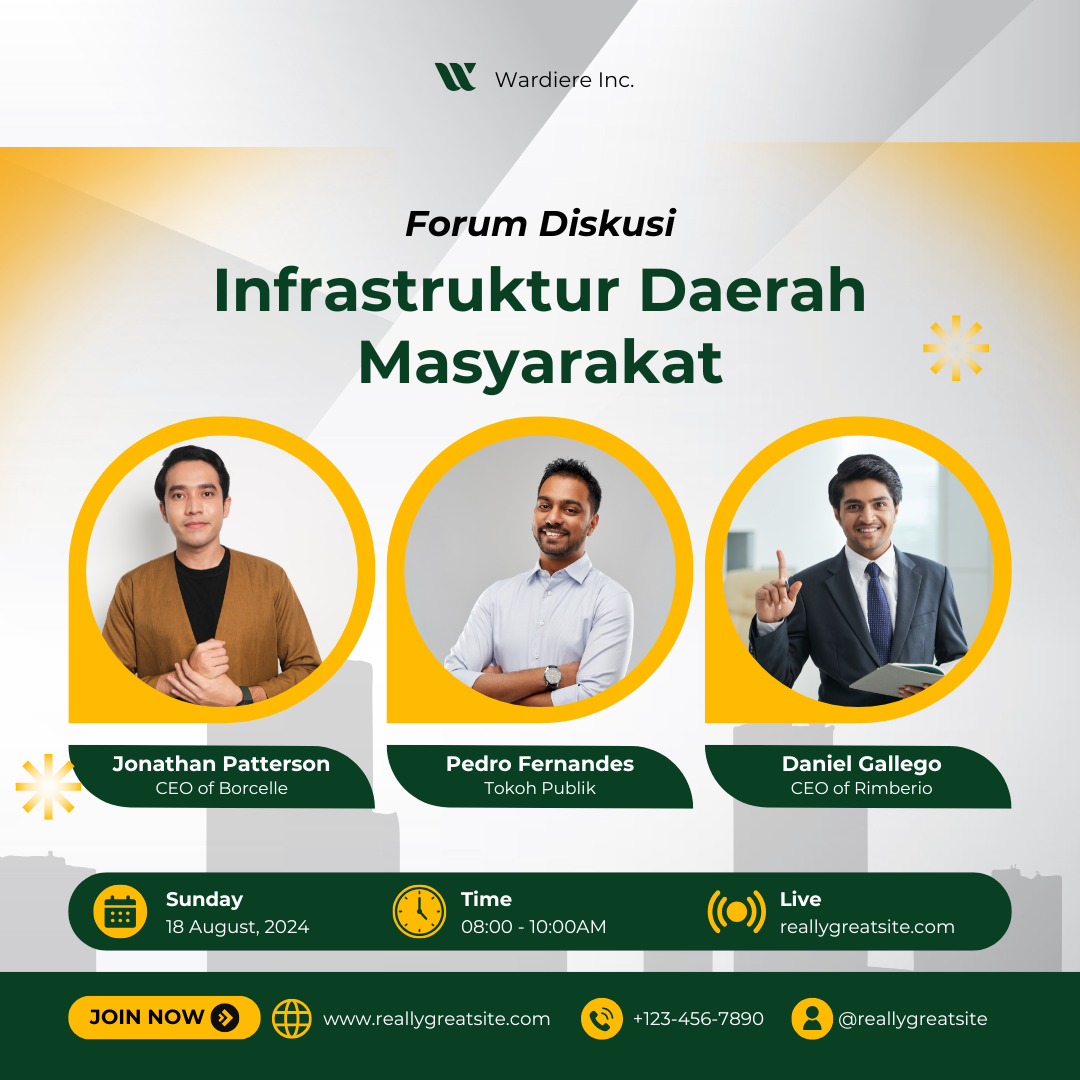 Wardiere Inc.
Forum Diskusi
Infrastruktur Daerah
Masyarakat
Jonathan Patterson
CEO of Borcelle
Pedro Fernandes
Tokoh Publik
Daniel Gallego
CEO of Rimberio
Sunday
18 August, 2024
Time
08:00 - 10:00AM
Live
reallygreatsite.com
JOIN NOW
www.reallygreatsite.com
+123-456-7890
@reallygreatsite